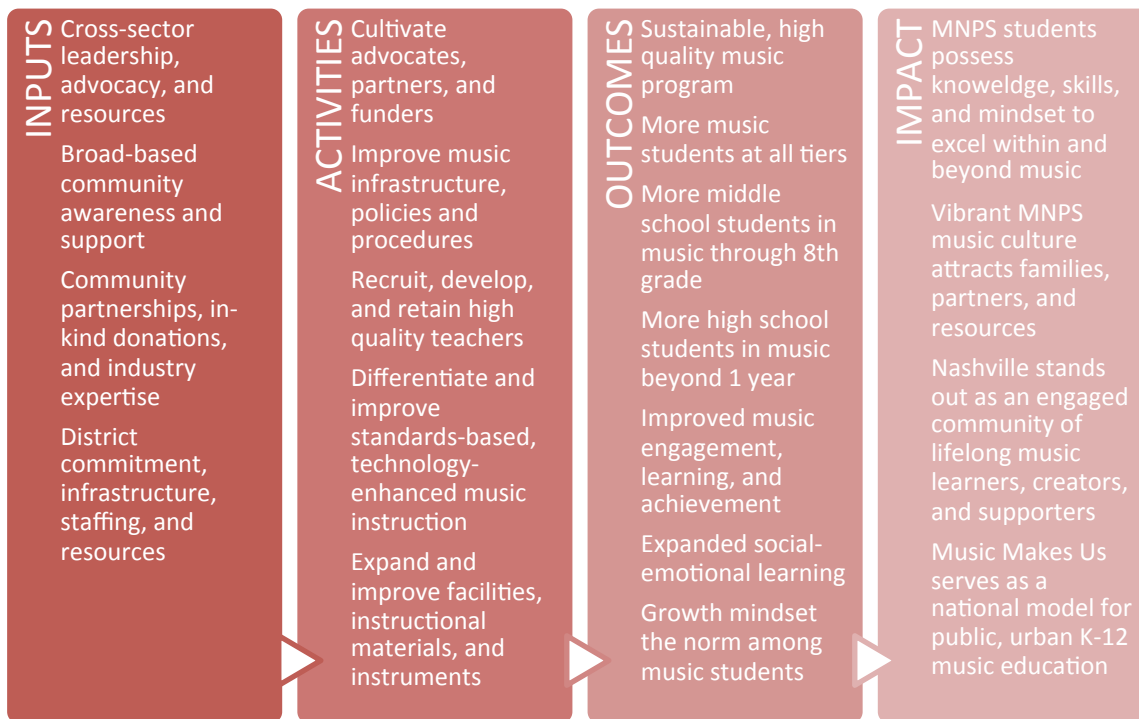 INPUTS
Cross-sector
leadership,
advocacy, and
resources
Broad-based
community
awareness and
support
Community
partnerships, in-
kind donations,
and industry
expertise
District
commitment,
infrastructure,
staffing, and
resources
ACTIVITIES
Cultivate
advocates,
partners, and
funders
Improve music
infrastructure,
policies and
procedures
Recruit, develop,
and retain high
quality teachers
Differentiate and
improve
standards-based,
technology-
enhanced music
instruction
Expand and
improve facilities,
instructional
materials, and
instruments
OUTCOMES
Sustainable, high
quality music
program
More music
students at all tiers
More middle
school students in
music through 8th
grade
More high school
students in music
beyond 1 year
Improved music
engagement,
learning, and
achievement
Expanded social-
emotional learning
Growth mindset
the norm among
music students
IMPACT
MNPS students
possess
knoweldge, skills,
and mindset to
excel within and
beyond music
Vibrant MNPS
music culture
attracts families,
partners, and
resources
Nashville stands
out as an engaged
community of
lifelong music
learners, creators,
and supporters
Music Makes Us
serves as a
national model for
public, urban K-12
music education